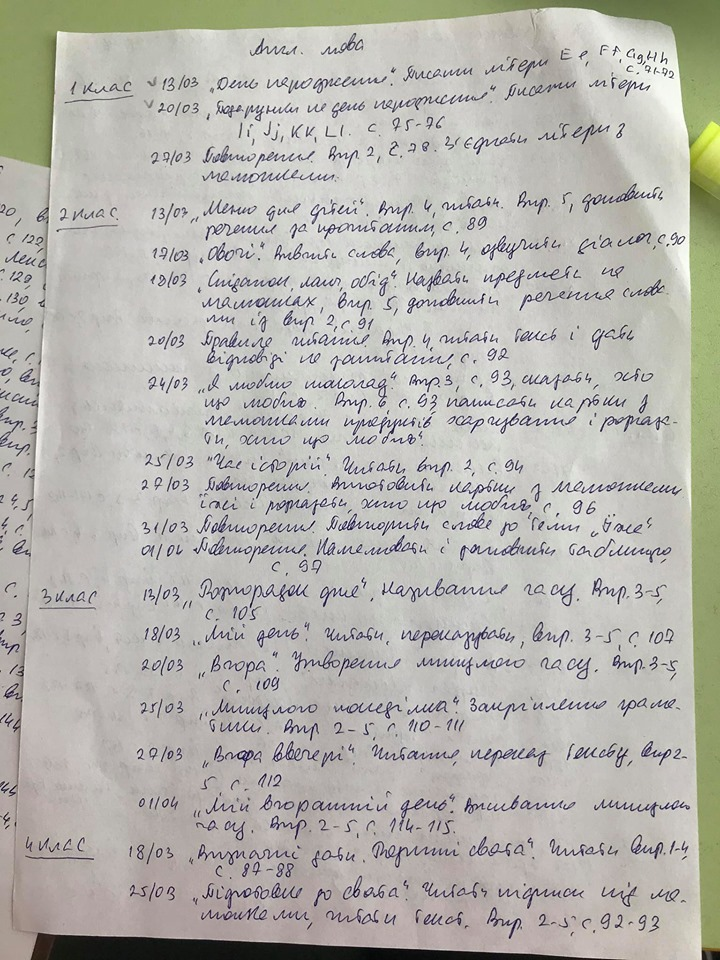 Англ. мова
1 клас 13/03 „День народження". Писати літери Ee, Ff, Gg, Hh
с. 71-72
20/03 „Подарунки на день народження". Писати літери
Ii, Jj, Kk, Ll. с. 75-76
27/03 Повторення. Впр. 2, с. 78. З'єднати літери з
малюнками.
2 клас. 13/03 „Меню для дітей". Впр. 4, читати. Впр. 5, доповнити
речення за прочитаним, с. 89
17/03 „Овочі". Вивчити слова, впр. 4, озвучити діалог, с. 90
18/03 „Сніданок, ланч, обід". Назвати предмети на
малюнках, впр. 5, доповнити речення слова-
ми із впр 2, с. 91
20/03 Правила читання. Впр. 4, читати текст і дати
відповіді на запитання, с. 92
24/03 „Я люблю шоколад". Впр 3, с. 93, сказати, хто
що любить. Впр. 6, с. 93, написати картки з
малюнками продуктів харчування і розказа-
ти, хто що любить.
25/03 "Час історій". Читати впр. 2, с. 94
27/03 Повторення. Виготовити картки з малюнками
їжі і розказати, хто що любить, с. 96
31/03 Повторення. Повторити слова до теми „Їжа"
01/04 Повторення. Намалювати і заповнити таблицю,
с. 97
3 клас 13/03 „Розпорядок дня". Називання часу. Впр. 3-5,
с. 105
18/03 „Мій день". Читати, переказувати, впр. 3-5, с. 107
20/03 „Вчора". Утворення минулого часу. Впр. 3-5,
с. 109
25/03 „Минулого понеділка". Закріплення грама-
тики. Впр 2-5, с. 110-111
27/03 „Вчора ввечері". Читання, переказ тексту, впр 2-
5, с. 112
01/04 „Мій вчорашній день". Вживання минулого
часу. Впр. 2-5, с. 114-115.
4 клас 18/03 „Визначні дати. Родинні свята". Читати впр. 1-4,
с. 87-88
25/03 „Підготовка до свята". Читати підписи під ма-
люнками, читати текст. Впр. 2-5, с. 92-93